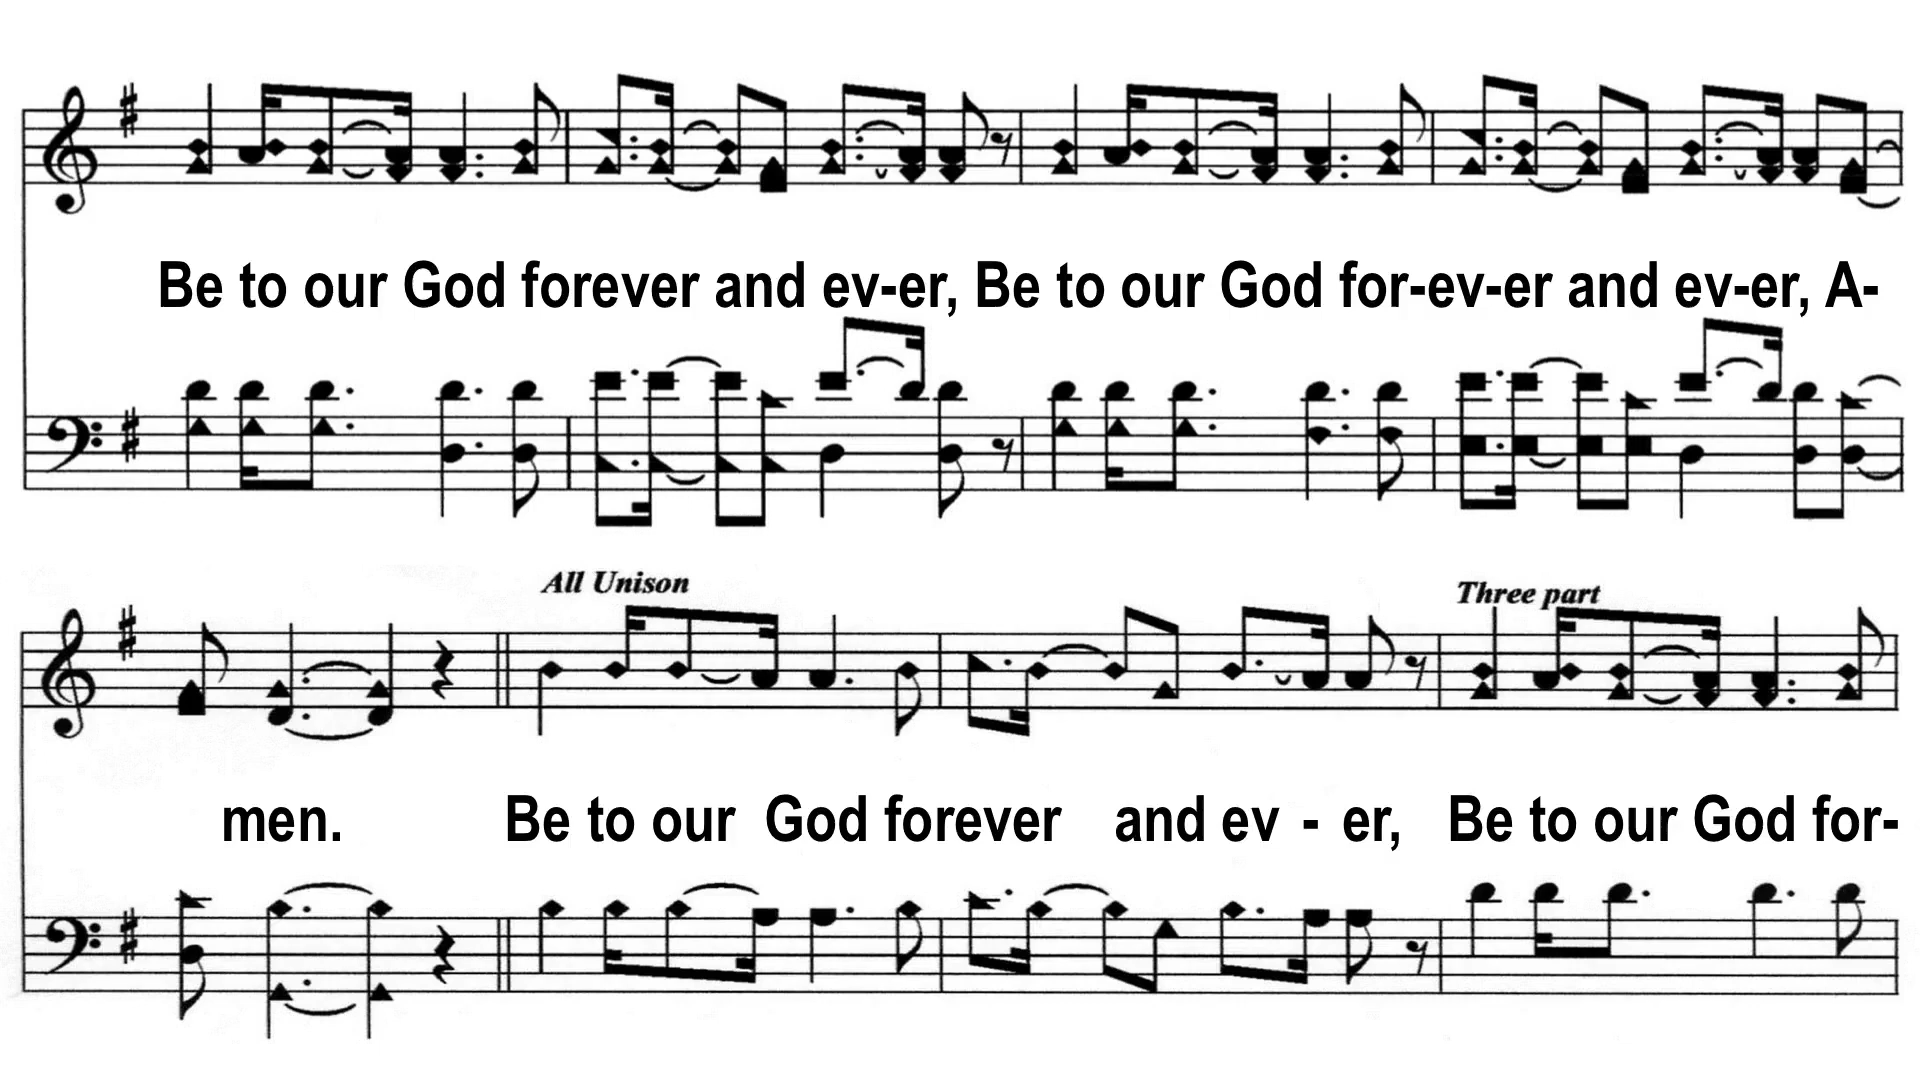 Be to our God forever and ev-er, Be to our God for-ev-er and ev-er, A-
All Unison
Three part
men. Be to our God forever and ev - er, Be to our God for-